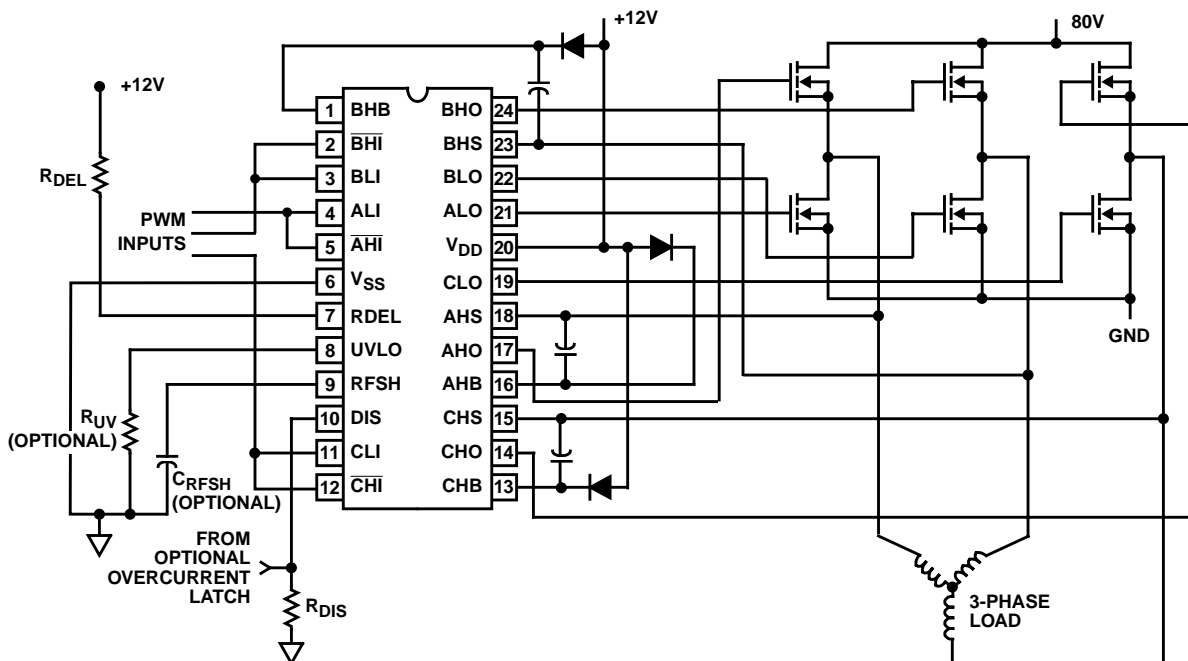 +12V
80V
+12V
R_DEL
PWM
INPUTS
1 BHB
2 B̅H̅I̅
3 BLI
4 ALI
5 A̅H̅I̅
6 V_SS
7 RDEL
8 UVLO
9 RFSH
10 DIS
11 CLI
12 C̅H̅I̅
BHO 24
BHS 23
BLO 22
ALO 21
V_DD 20
CLO 19
AHS 18
AHO 17
AHB 16
CHS 15
CHO 14
CHB 13
GND
R_UV
(OPTIONAL)
C_RFSH
(OPTIONAL)
FROM
OPTIONAL
OVERCURRENT
LATCH
R_DIS
3-PHASE
LOAD